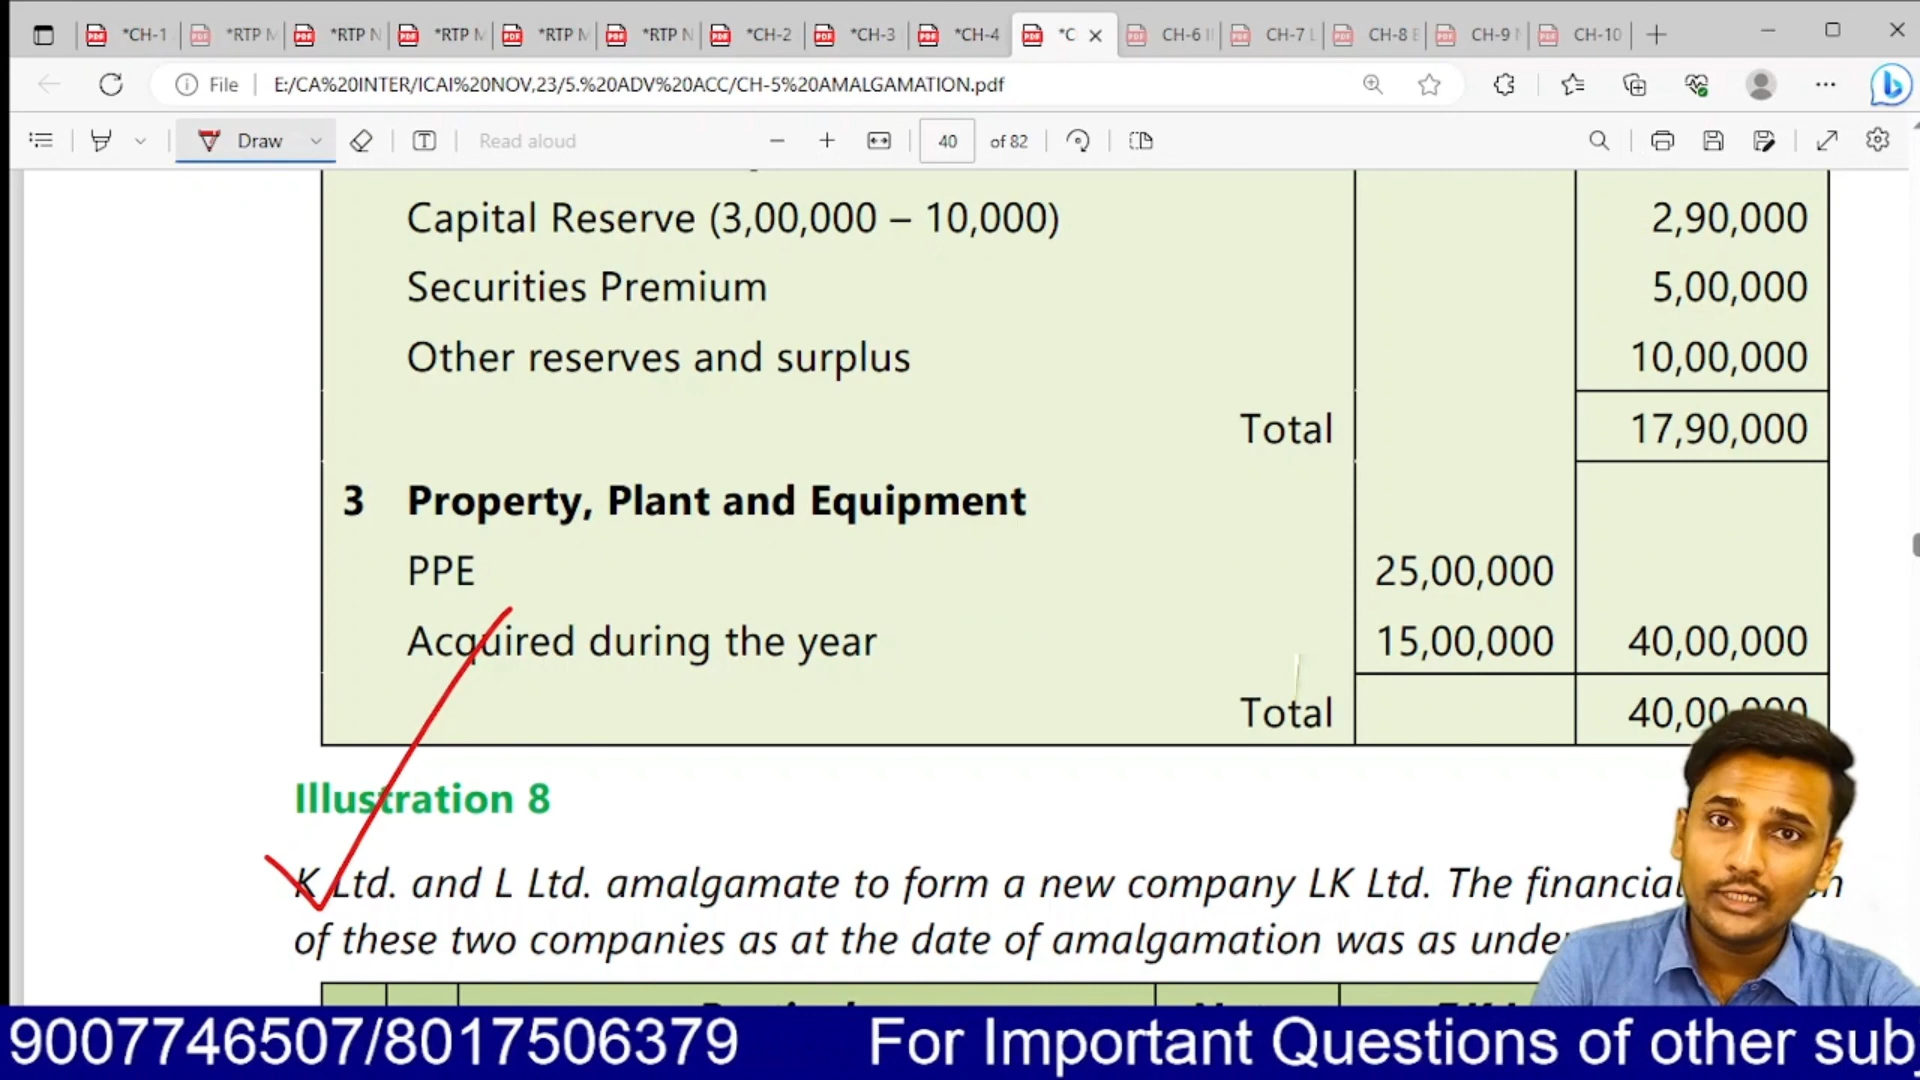 *CH-1 *RTP M *RTP N *RTP M *RTP M *RTP N *CH-2 *CH-3 *CH-4 *C CH-6 CH-7 CH-8 CH-9 CH-10
File E:/CA%20INTER/ICAI%20NOV,23/5.%20ADV%20ACC/CH-5%20AMALGAMATION.pdf
Draw Read aloud 40 of 82
Capital Reserve (3,00,000 – 10,000) 2,90,000
Securities Premium 5,00,000
Other reserves and surplus 10,00,000
Total 17,90,000
3 Property, Plant and Equipment
PPE 25,00,000
Acquired during the year 15,00,000 40,00,000
Total 40,00,000
Illustration 8
K Ltd. and L Ltd. amalgamate to form a new company LK Ltd. The financial
of these two companies as at the date of amalgamation was as under
9007746507/8017506379 For Important Questions of other sub